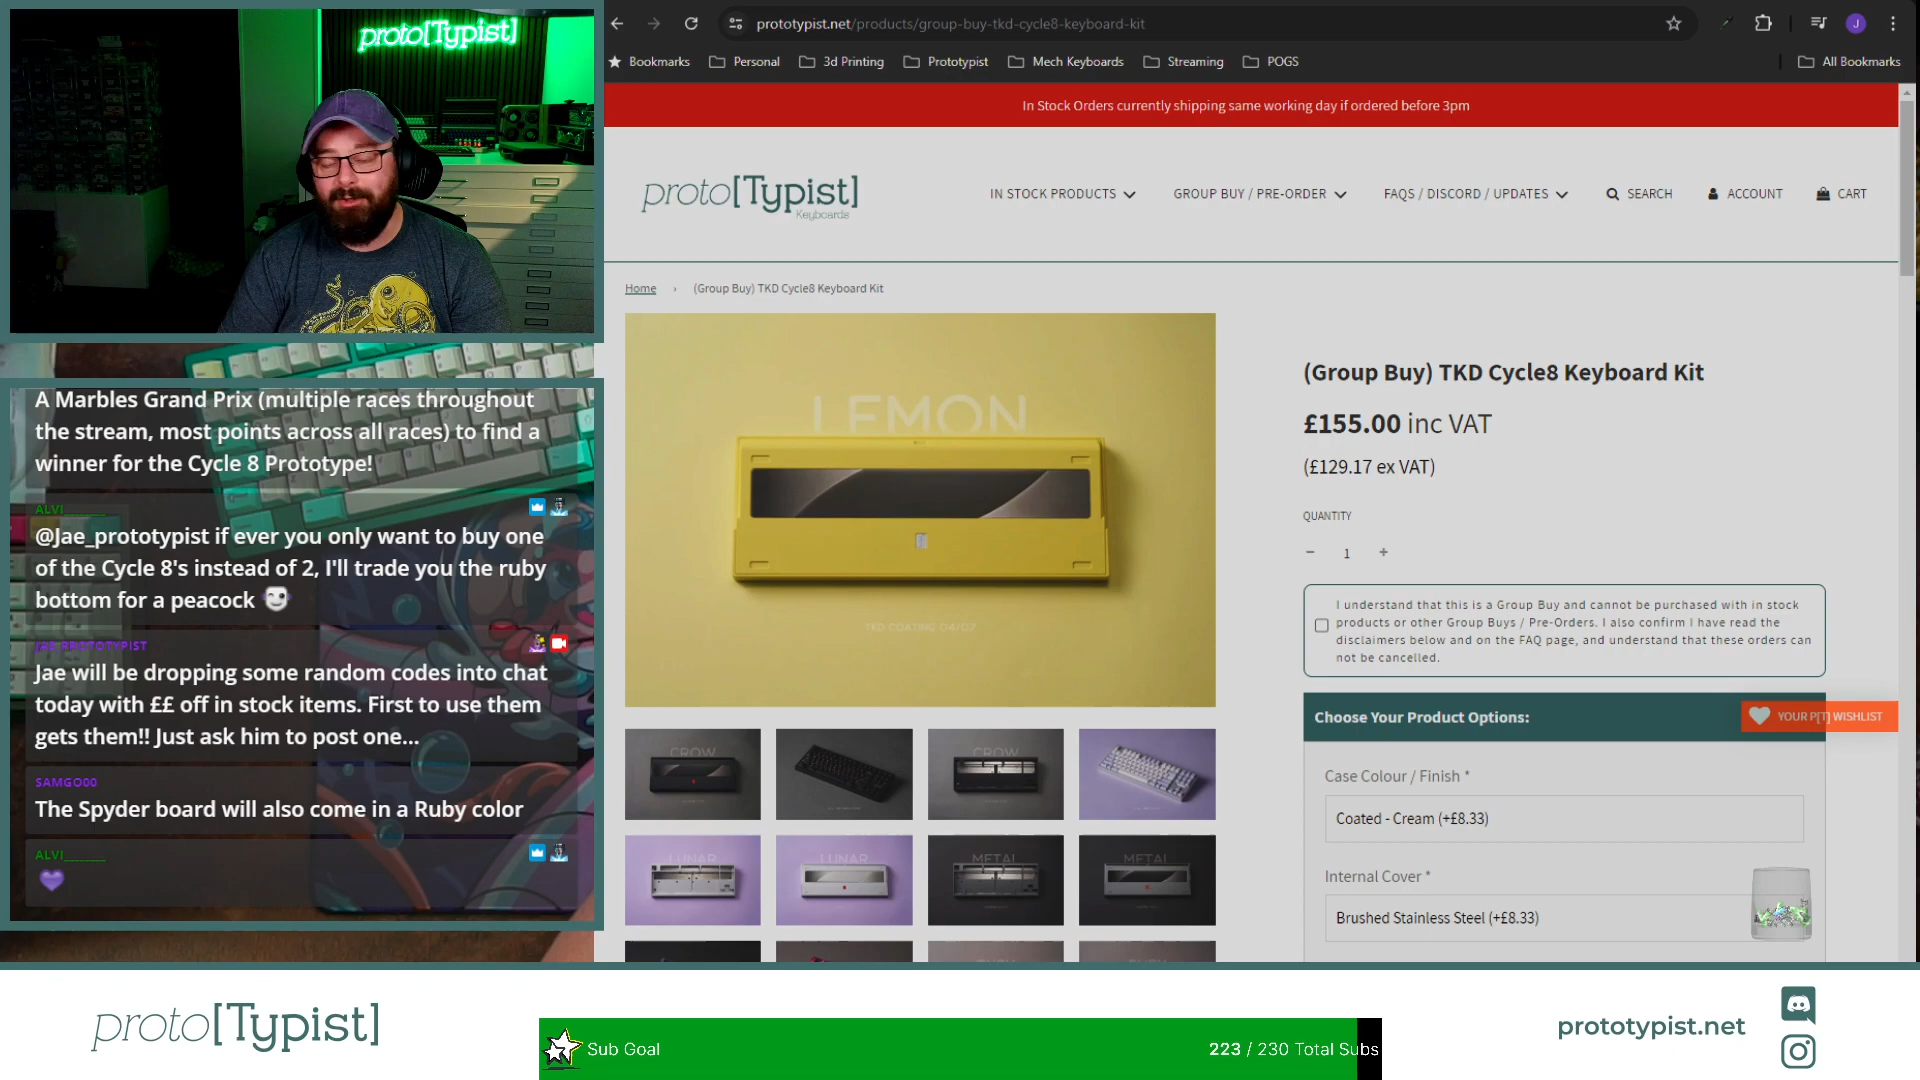 proto[Typist]
prototypist.net/products/group-buy-tkd-cycle8-keyboard-kit
J
Bookmarks
Personal
3d Printing
Prototypist
Mech Keyboards
Streaming
POGS
All Bookmarks
In Stock Orders currently shipping same working day if ordered before 3pm
proto[Typist]
Keyboards
IN STOCK PRODUCTS
GROUP BUY / PRE-ORDER
FAQS / DISCORD / UPDATES
SEARCH
ACCOUNT
CART
Home › (Group Buy) TKD Cycle8 Keyboard Kit
LEMON
TKD COATING 04/07
CROW
CROW
LUNAR
LUNAR
METAL
METAL
(Group Buy) TKD Cycle8 Keyboard Kit
£155.00 inc VAT
(£129.17 ex VAT)
QUANTITY
− 1 +
I understand that this is a Group Buy and cannot be purchased with in stock
products or other Group Buys / Pre-Orders. I also confirm I have read the
disclaimers below and on the FAQ page, and understand that these orders can
not be cancelled.
Choose Your Product Options:
YOUR P[T] WISHLIST
Case Colour / Finish *
Coated - Cream (+£8.33)
Internal Cover *
Brushed Stainless Steel (+£8.33)
A Marbles Grand Prix (multiple races throughout
the stream, most points across all races) to find a
winner for the Cycle 8 Prototype!
ALVI_______
@Jae_prototypist if ever you only want to buy one
of the Cycle 8's instead of 2, I'll trade you the ruby
bottom for a peacock
JAE_PROTOTYPIST
Jae will be dropping some random codes into chat
today with ££ off in stock items. First to use them
gets them!! Just ask him to post one...
SAMGO00
The Spyder board will also come in a Ruby color
ALVI_______
proto[Typist]
Sub Goal
223 / 230 Total Subs
prototypist.net